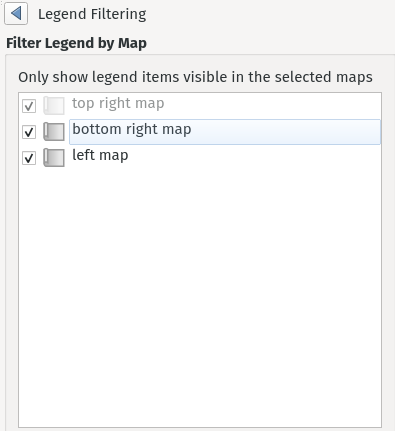 Legend Filtering
Filter Legend by Map
Only show legend items visible in the selected maps
top right map
bottom right map
left map